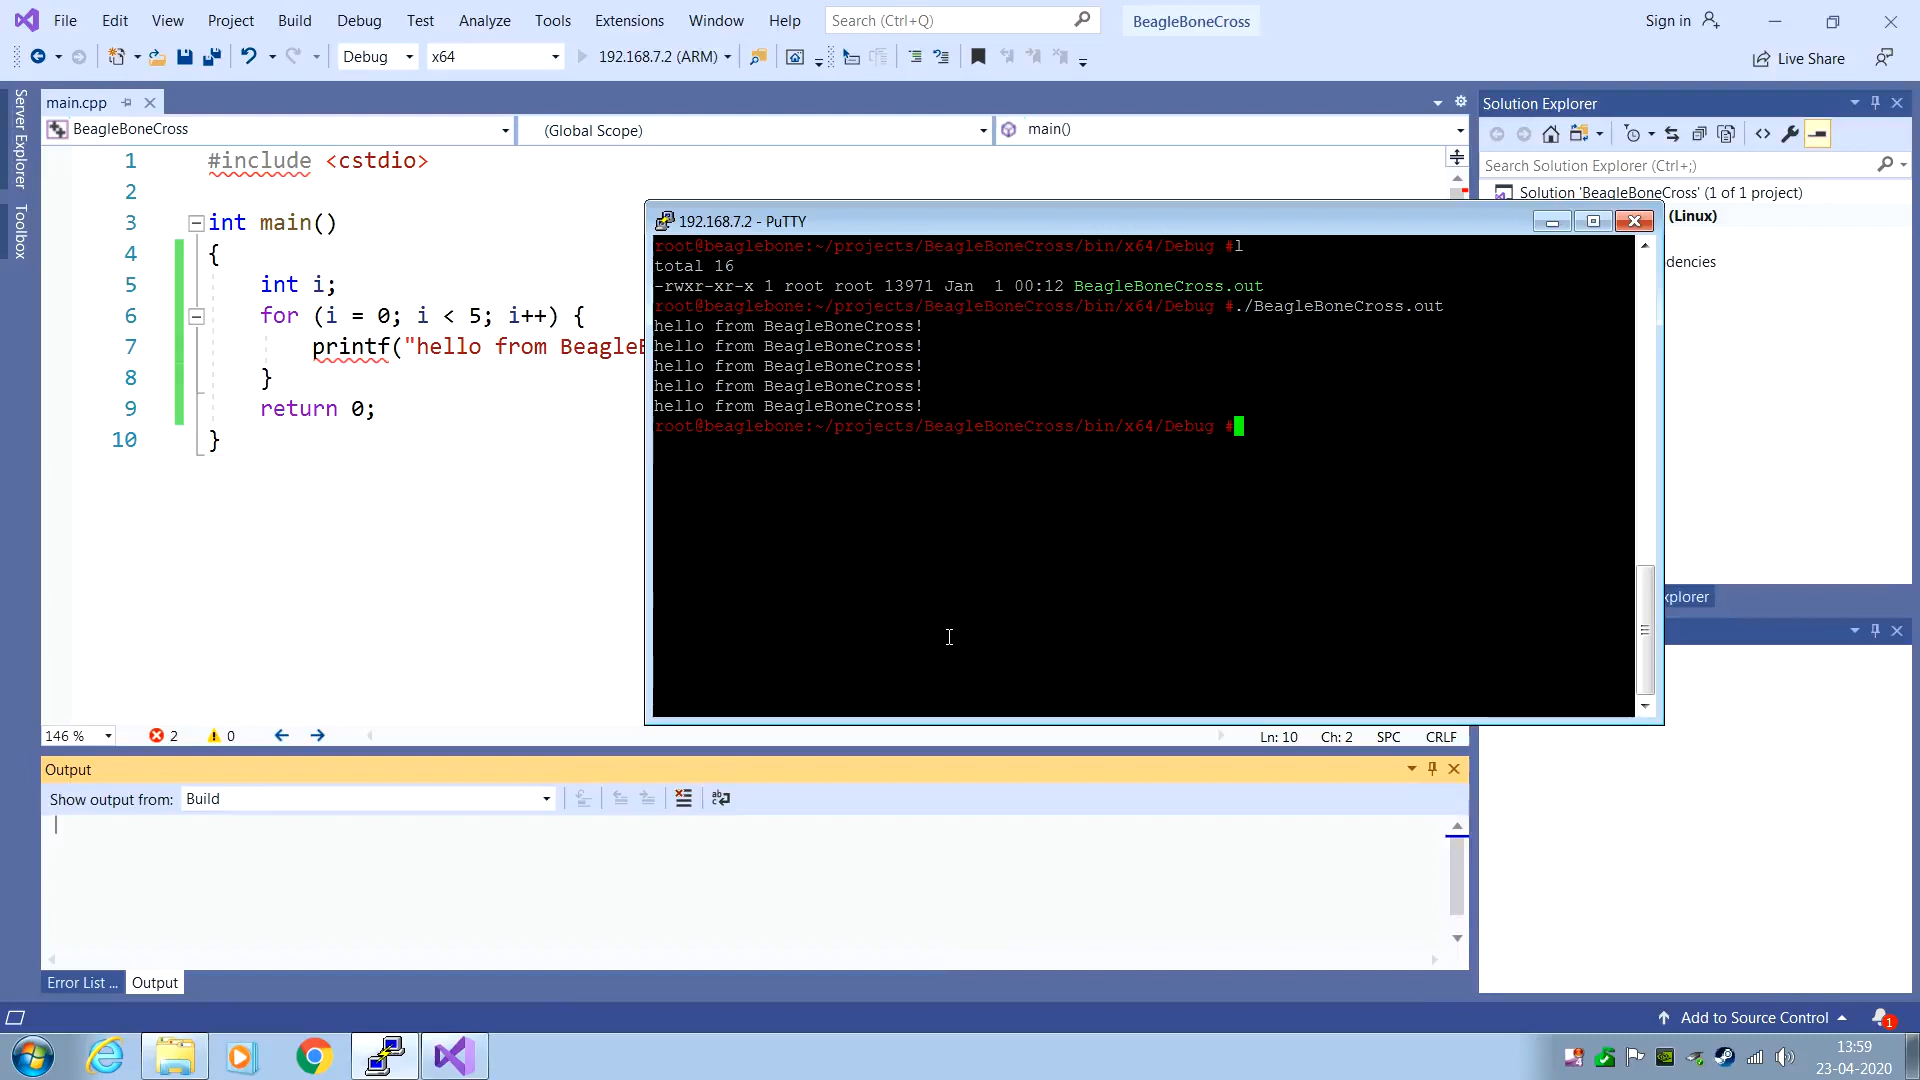 File Edit View Project Build Debug Test Analyze Tools Extensions Window Help Search (Ctrl+Q) BeagleBoneCross Sign in
Debug x64 192.168.7.2 (ARM) Live Share
Server Explorer
Toolbox
main.cpp
BeagleBoneCross (Global Scope) main()
1 #include <cstdio>
2
3 int main()
4 {
5 int i;
6 for (i = 0; i < 5; i++) {
7 printf("hello from Beagle
8 }
9 return 0;
10 }
192.168.7.2 - PuTTY
root@beaglebone:~/projects/BeagleBoneCross/bin/x64/Debug #l
total 16
-rwxr-xr-x 1 root root 13971 Jan 1 00:12 BeagleBoneCross.out
root@beaglebone:~/projects/BeagleBoneCross/bin/x64/Debug #./BeagleBoneCross.out
hello from BeagleBoneCross!
hello from BeagleBoneCross!
hello from BeagleBoneCross!
hello from BeagleBoneCross!
hello from BeagleBoneCross!
root@beaglebone:~/projects/BeagleBoneCross/bin/x64/Debug #
Solution Explorer
Search Solution Explorer (Ctrl+;)
Solution 'BeagleBoneCross' (1 of 1 project)
(Linux)
dencies
xplorer
146 % 2 0 Ln: 10 Ch: 2 SPC CRLF
Output
Show output from: Build
Error List ... Output
Add to Source Control 1
13:59
23-04-2020